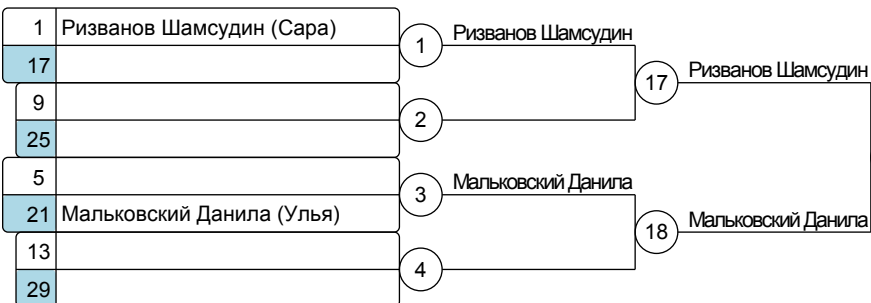 1 Ризванов Шамсудин (Сара)
17
9
25
5
21 Мальковский Данила (Улья)
13
29
1 Ризванов Шамсудин
2
3 Мальковский Данила
4
17 Ризванов Шамсудин
18 Мальковский Данила